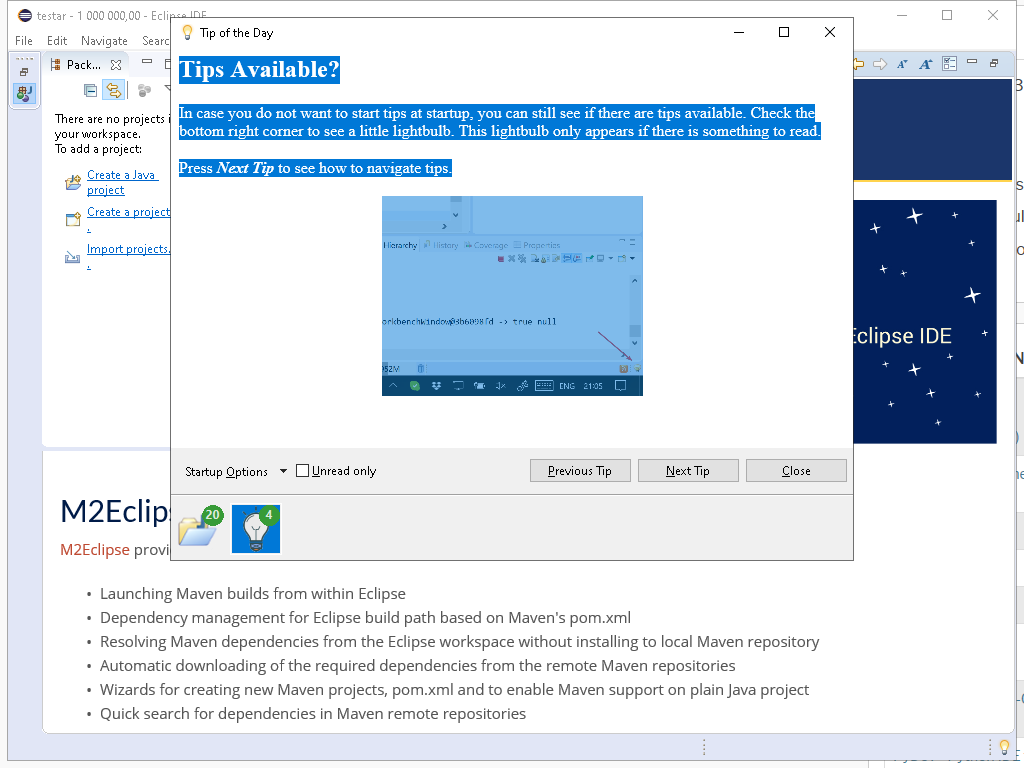 testar - 1 000 000,00 - Eclipse IDE
File Edit Navigate Searc
Tip of the Day
Pack...
There are no projects i
your workspace.
To add a project:
Create a Java
project
Create a project
.
Import projects.
.
Tips Available?
In case you do not want to start tips at startup, you can still see if there are tips available. Check the
bottom right corner to see a little lightbulb. This lightbulb only appears if there is something to read.
Press Next Tip to see how to navigate tips.
Hierarchy History Coverage Properties
orkbenchWindow@3b6098fd -> true null
52M
ENG 21:05
Eclipse IDE
Startup Options Unread only Previous Tip Next Tip Close
20 4
M2Eclips
M2Eclipse provi
• Launching Maven builds from within Eclipse
• Dependency management for Eclipse build path based on Maven's pom.xml
• Resolving Maven dependencies from the Eclipse workspace without installing to local Maven repository
• Automatic downloading of the required dependencies from the remote Maven repositories
• Wizards for creating new Maven projects, pom.xml and to enable Maven support on plain Java project
• Quick search for dependencies in Maven remote repositories